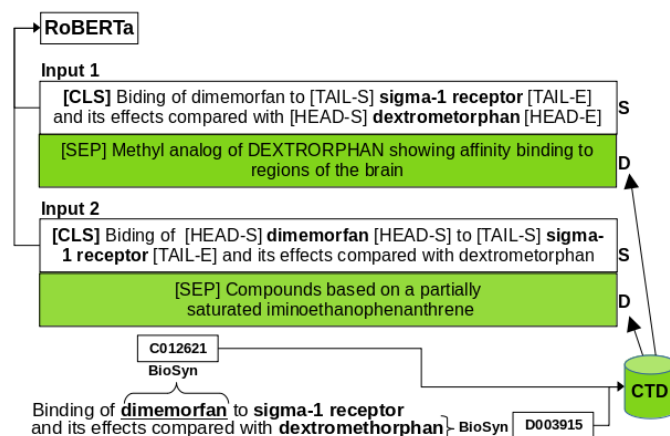 RoBERTa
Input 1
[CLS] Biding of dimemorfan to [TAIL-S] sigma-1 receptor [TAIL-E]
and its effects compared with [HEAD-S] dextrometorphan [HEAD-E]
S
[SEP] Methyl analog of DEXTRORPHAN showing affinity binding to
regions of the brain
D
Input 2
[CLS] Biding of [HEAD-S] dimemorfan [HEAD-S] to [TAIL-S] sigma-
1 receptor [TAIL-E] and its effects compared with dextrometorphan
S
[SEP] Compounds based on a partially
saturated iminoethanophenanthrene
D
C012621
BioSyn
CTD
Binding of dimemorfan to sigma-1 receptor
and its effects compared with dextromethorphan
BioSyn
D003915